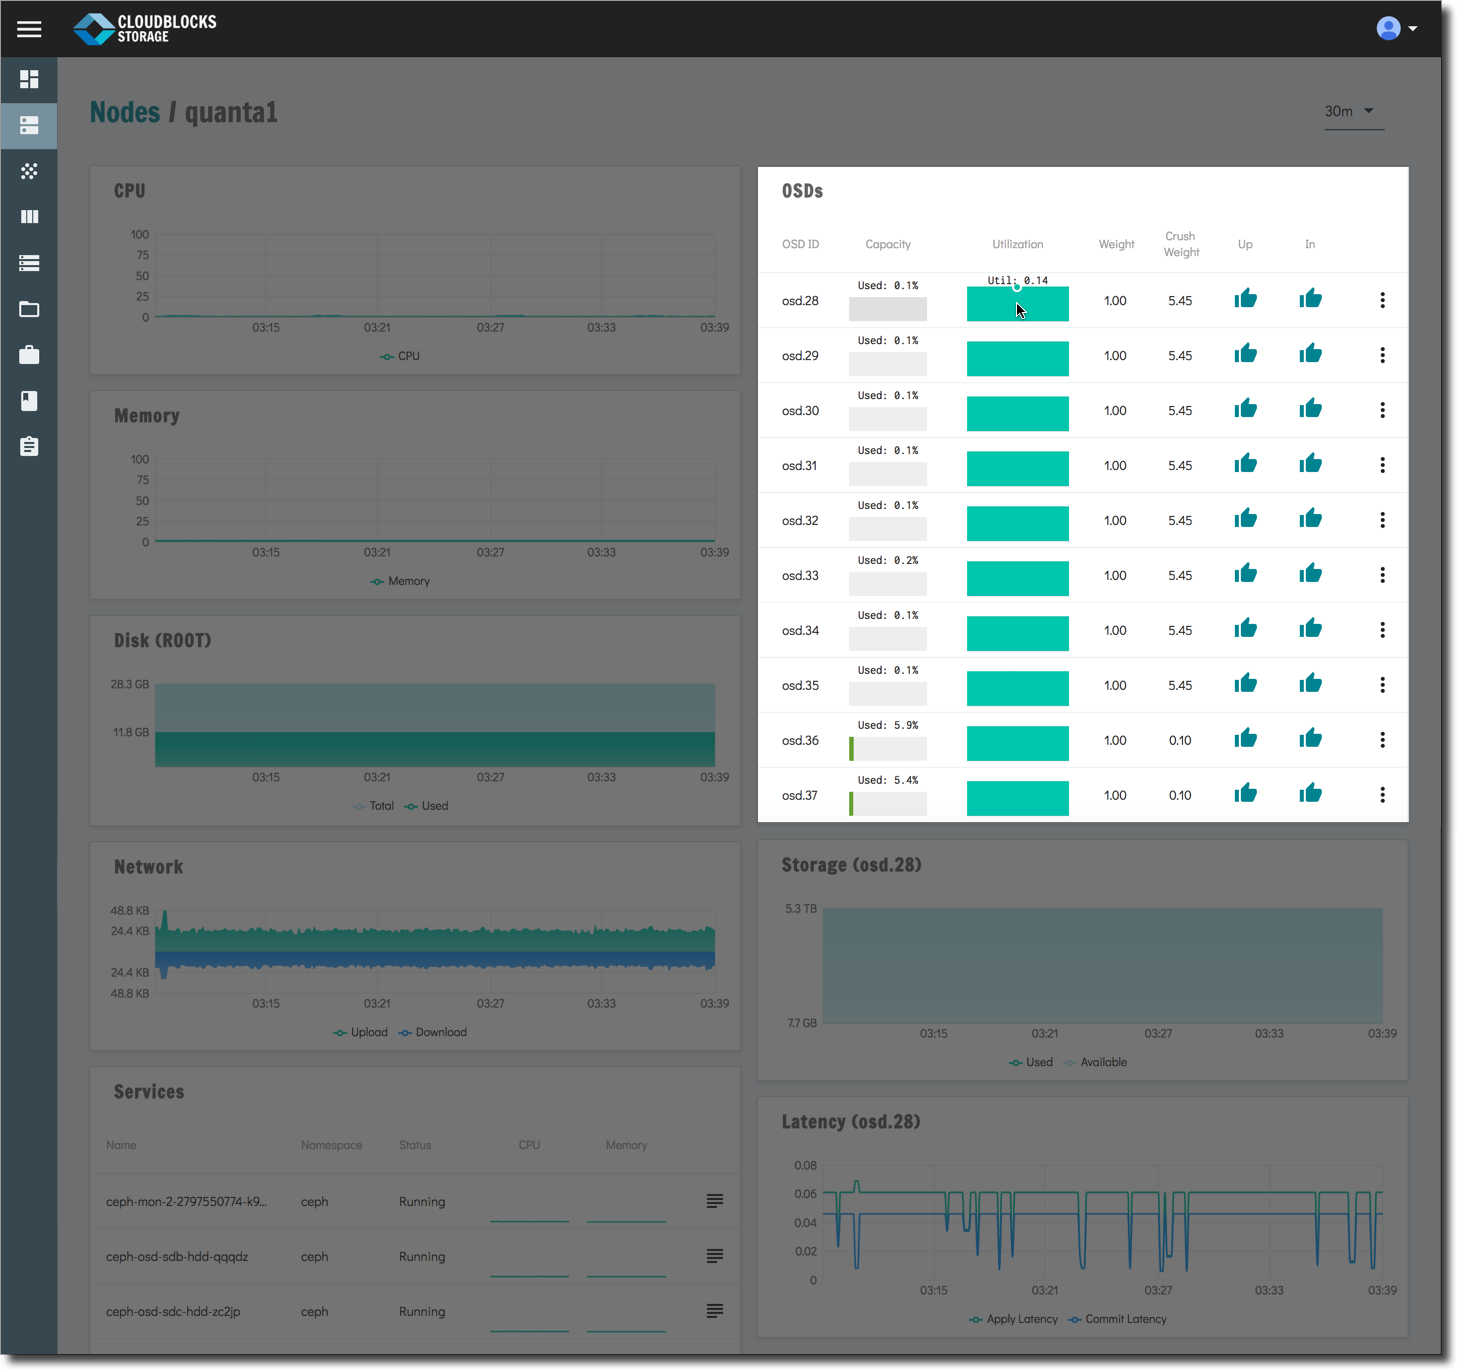 CLOUDBLOCKS
STORAGE
Nodes / quanta1
30m
CPU
100
75
50
25
0
03:15 03:21 03:27 03:33 03:39
CPU
Memory
100
75
50
25
0
03:15 03:21 03:27 03:33 03:39
Memory
Disk (ROOT)
28.3 GB
11.8 GB
03:15 03:21 03:27 03:33 03:39
Total Used
Network
48.8 KB
24.4 KB
24.4 KB
48.8 KB
03:15 03:21 03:27 03:33 03:39
Upload Download
Services
Name Namespace Status CPU Memory
ceph-mon-2-2797550774-k9... ceph Running
ceph-osd-sdb-hdd-qqqdz ceph Running
ceph-osd-sdc-hdd-zc2jp ceph Running
OSDs
OSD ID Capacity Utilization Weight Crush Weight Up In
osd.28 Used: 0.1% Util: 0.14 1.00 5.45
osd.29 Used: 0.1% 1.00 5.45
osd.30 Used: 0.1% 1.00 5.45
osd.31 Used: 0.1% 1.00 5.45
osd.32 Used: 0.1% 1.00 5.45
osd.33 Used: 0.2% 1.00 5.45
osd.34 Used: 0.1% 1.00 5.45
osd.35 Used: 0.1% 1.00 5.45
osd.36 Used: 5.9% 1.00 0.10
osd.37 Used: 5.4% 1.00 0.10
Storage (osd.28)
5.3 TB
7.7 GB
03:15 03:21 03:27 03:33 03:39
Used Available
Latency (osd.28)
0.08
0.06
0.04
0.02
0
03:15 03:21 03:27 03:33 03:39
Apply Latency Commit Latency